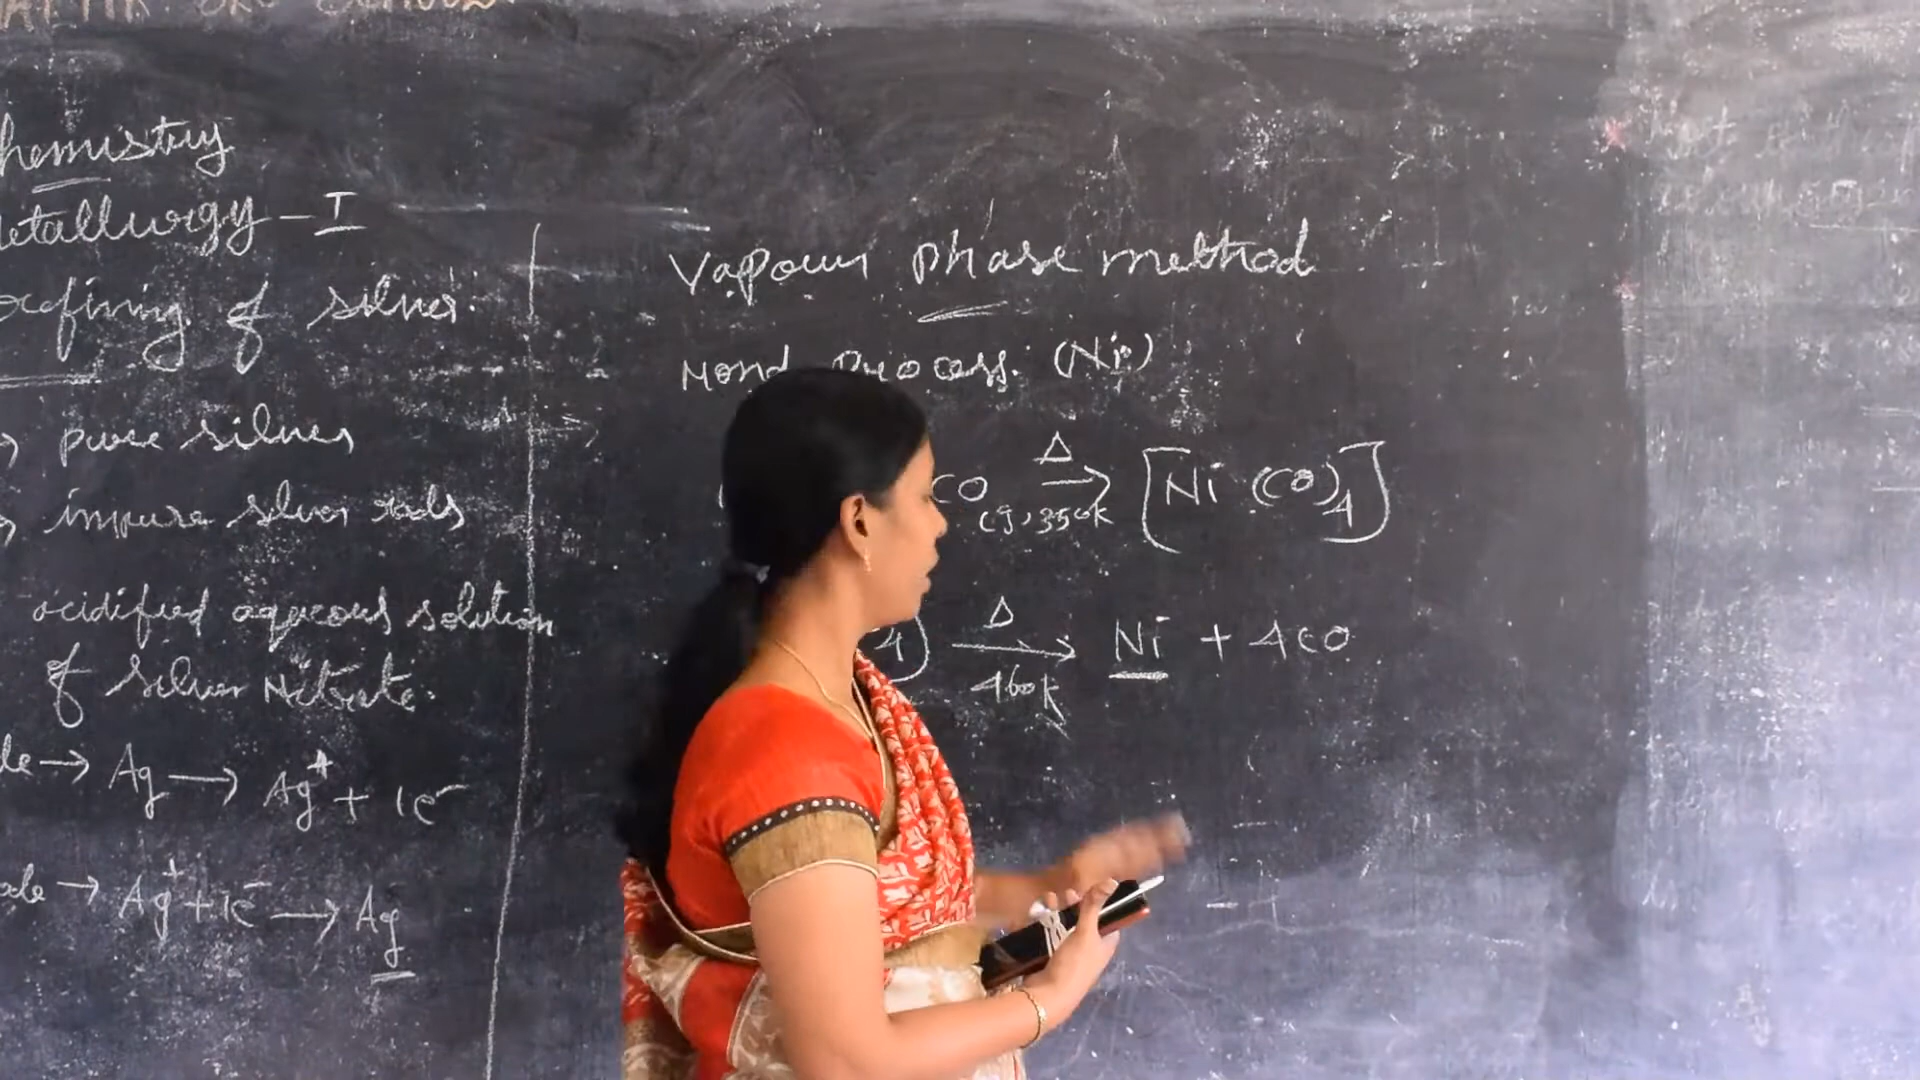 hemistry
etallurgy - I
refining of silver.
→ pure silver
→ impure silver rods
acidified aqueous solution
of silver Nitrate.
de → Ag → Ag⁺ + 1e⁻
ode → Ag⁺ + 1e⁻ → Ag
Vapour phase method
Mond Process. (Ni)
CO (g) 350K Δ → [Ni (CO)4]
4] Δ → 460K Ni + 4CO